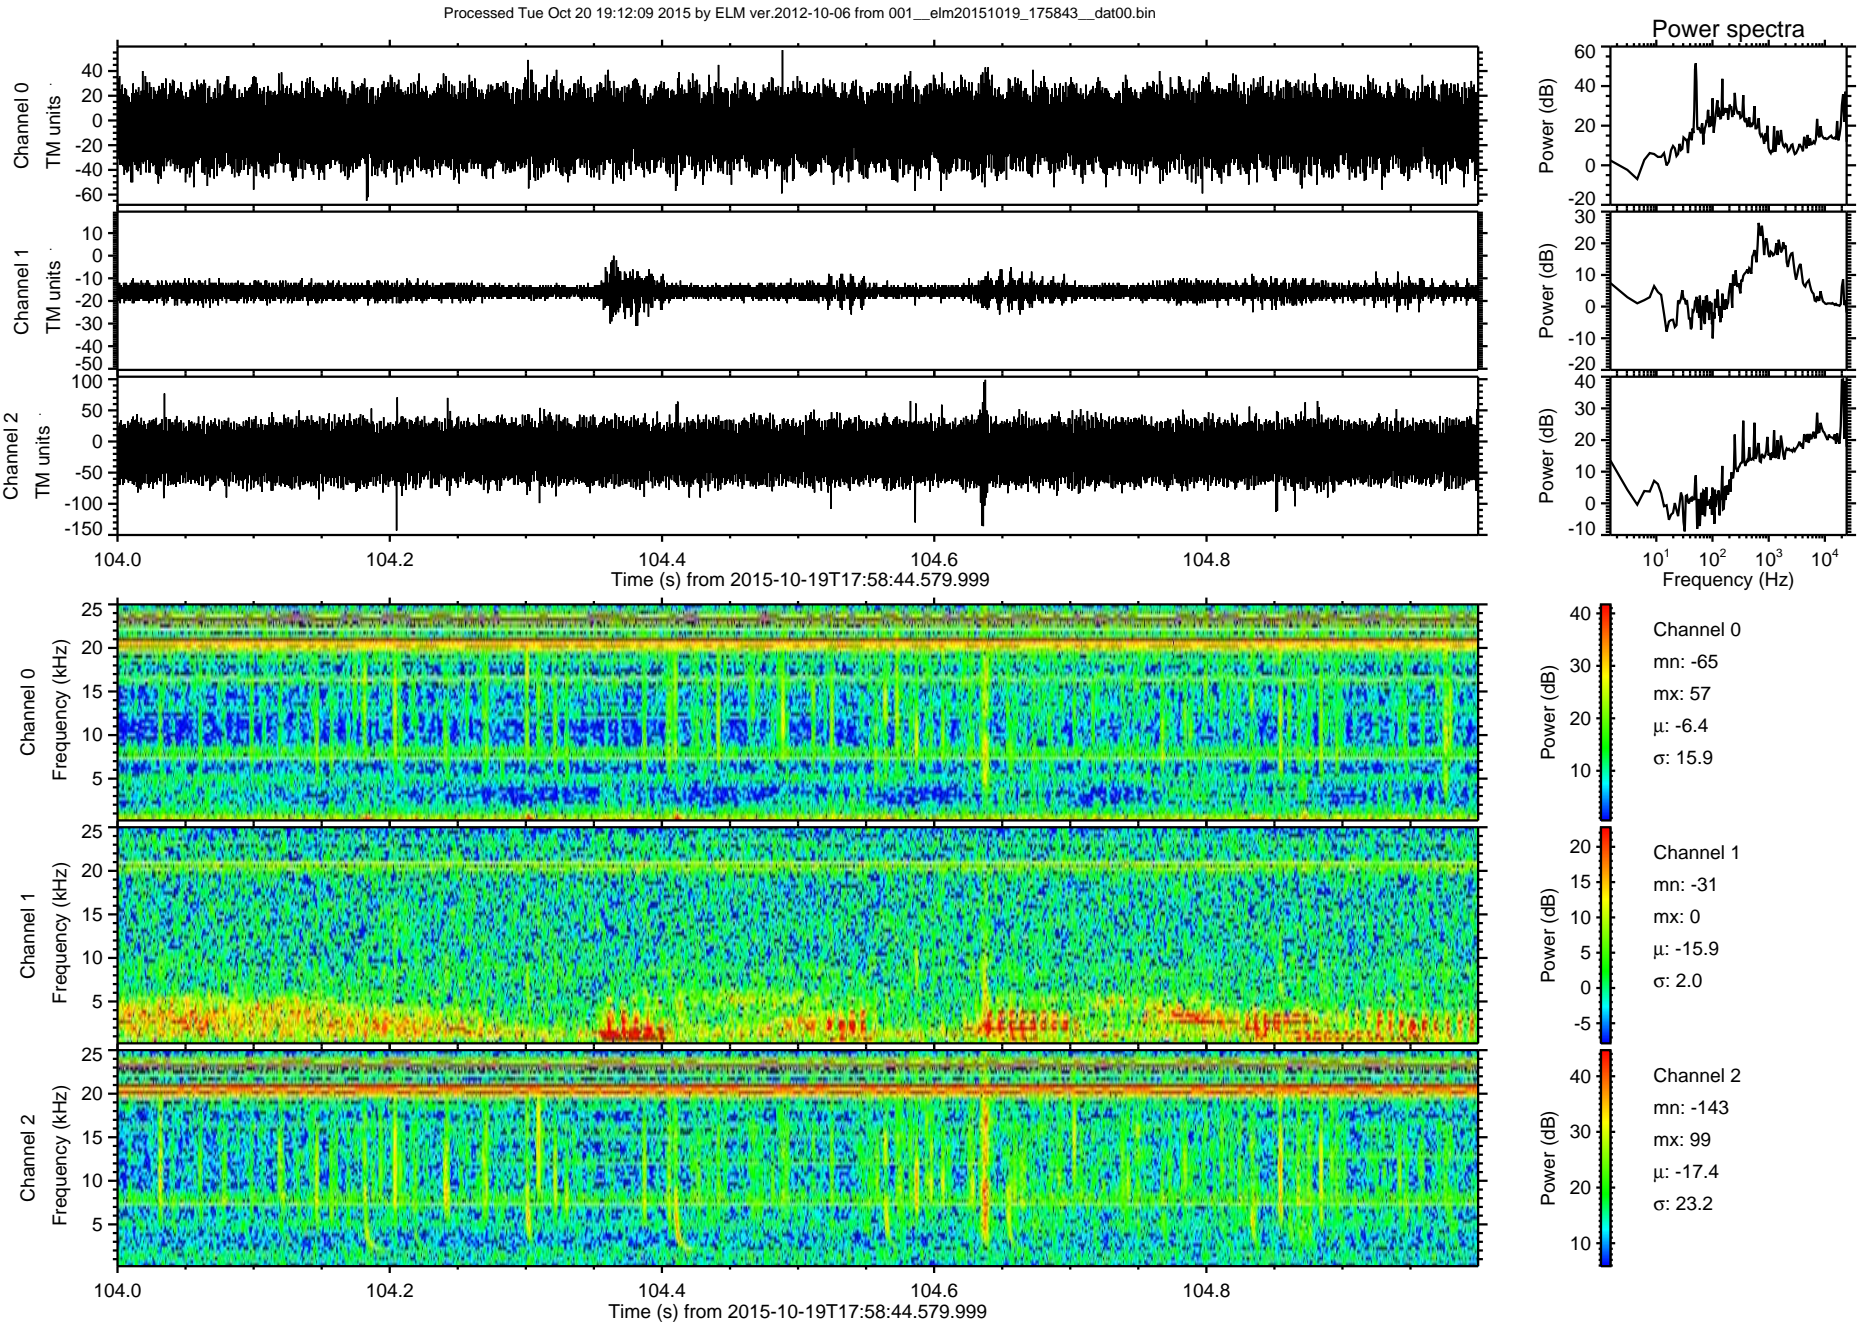 Processed Tue Oct 20 19:12:09 2015 by ELM ver.2012-10-06 from 001__elm20151019_175843__dat00.bin
Power spectra
Channel 0
TM units
40
20
0
-20
-40
-60
Power (dB)
60
40
20
0
-20
Channel 1
TM units
10
0
-10
-20
-30
-40
-50
Power (dB)
30
20
10
0
-10
-20
Channel 2
TM units
100
50
0
-50
-100
-150
Power (dB)
40
30
20
10
0
-10
104.0 104.2 104.4 104.6 104.8
Time (s) from 2015-10-19T17:58:44.579.999
10^1 10^2 10^3 10^4
Frequency (Hz)
Channel 0
Frequency (kHz)
25
20
15
10
5
Power (dB)
40
30
20
10
Channel 0
mn: -65
mx: 57
μ: -6.4
σ: 15.9
Channel 1
Frequency (kHz)
25
20
15
10
5
Power (dB)
20
15
10
5
0
-5
Channel 1
mn: -31
mx: 0
μ: -15.9
σ: 2.0
Channel 2
Frequency (kHz)
25
20
15
10
5
Power (dB)
40
30
20
10
Channel 2
mn: -143
mx: 99
μ: -17.4
σ: 23.2
104.0 104.2 104.4 104.6 104.8
Time (s) from 2015-10-19T17:58:44.579.999